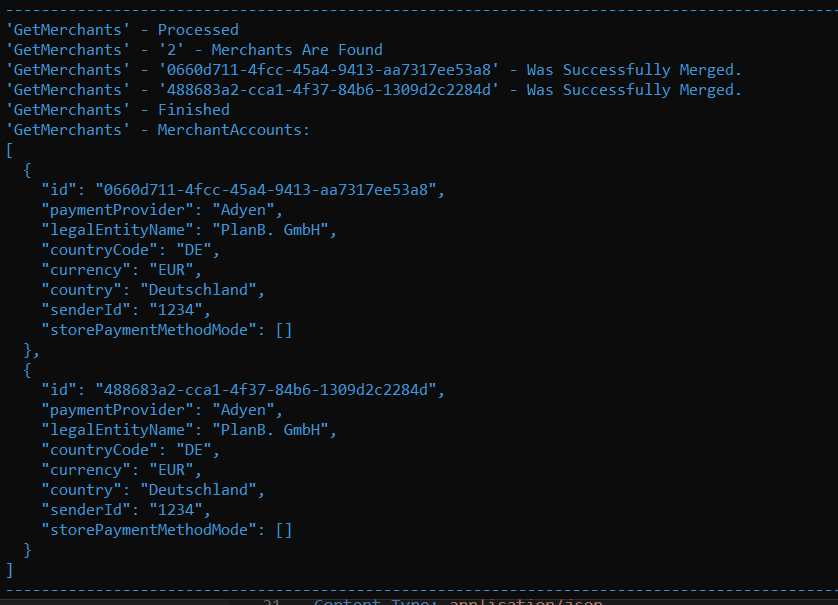 --------------------------------------------------------------------------------------------
'GetMerchants' - Processed
'GetMerchants' - '2' - Merchants Are Found
'GetMerchants' - '0660d711-4fcc-45a4-9413-aa7317ee53a8' - Was Successfully Merged.
'GetMerchants' - '488683a2-cca1-4f37-84b6-1309d2c2284d' - Was Successfully Merged.
'GetMerchants' - Finished
'GetMerchants' - MerchantAccounts:
[
  {
    "id": "0660d711-4fcc-45a4-9413-aa7317ee53a8",
    "paymentProvider": "Adyen",
    "legalEntityName": "PlanB. GmbH",
    "countryCode": "DE",
    "currency": "EUR",
    "country": "Deutschland",
    "senderId": "1234",
    "storePaymentMethodMode": []
  },
  {
    "id": "488683a2-cca1-4f37-84b6-1309d2c2284d",
    "paymentProvider": "Adyen",
    "legalEntityName": "PlanB. GmbH",
    "countryCode": "DE",
    "currency": "EUR",
    "country": "Deutschland",
    "senderId": "1234",
    "storePaymentMethodMode": []
  }
]
--------------------------------------------------------------------------------------------
21 Content-Type: application/json